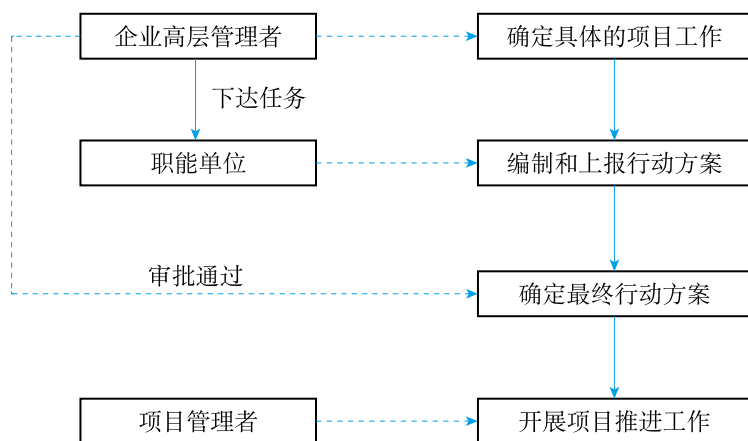 企业高层管理者
确定具体的项目工作
下达任务
职能单位
编制和上报行动方案
审批通过
确定最终行动方案
项目管理者
开展项目推进工作